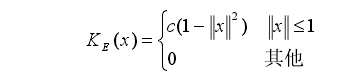 K_E(x) = { c(1 − ‖x‖²)  ‖x‖ ≤ 1
0  其他